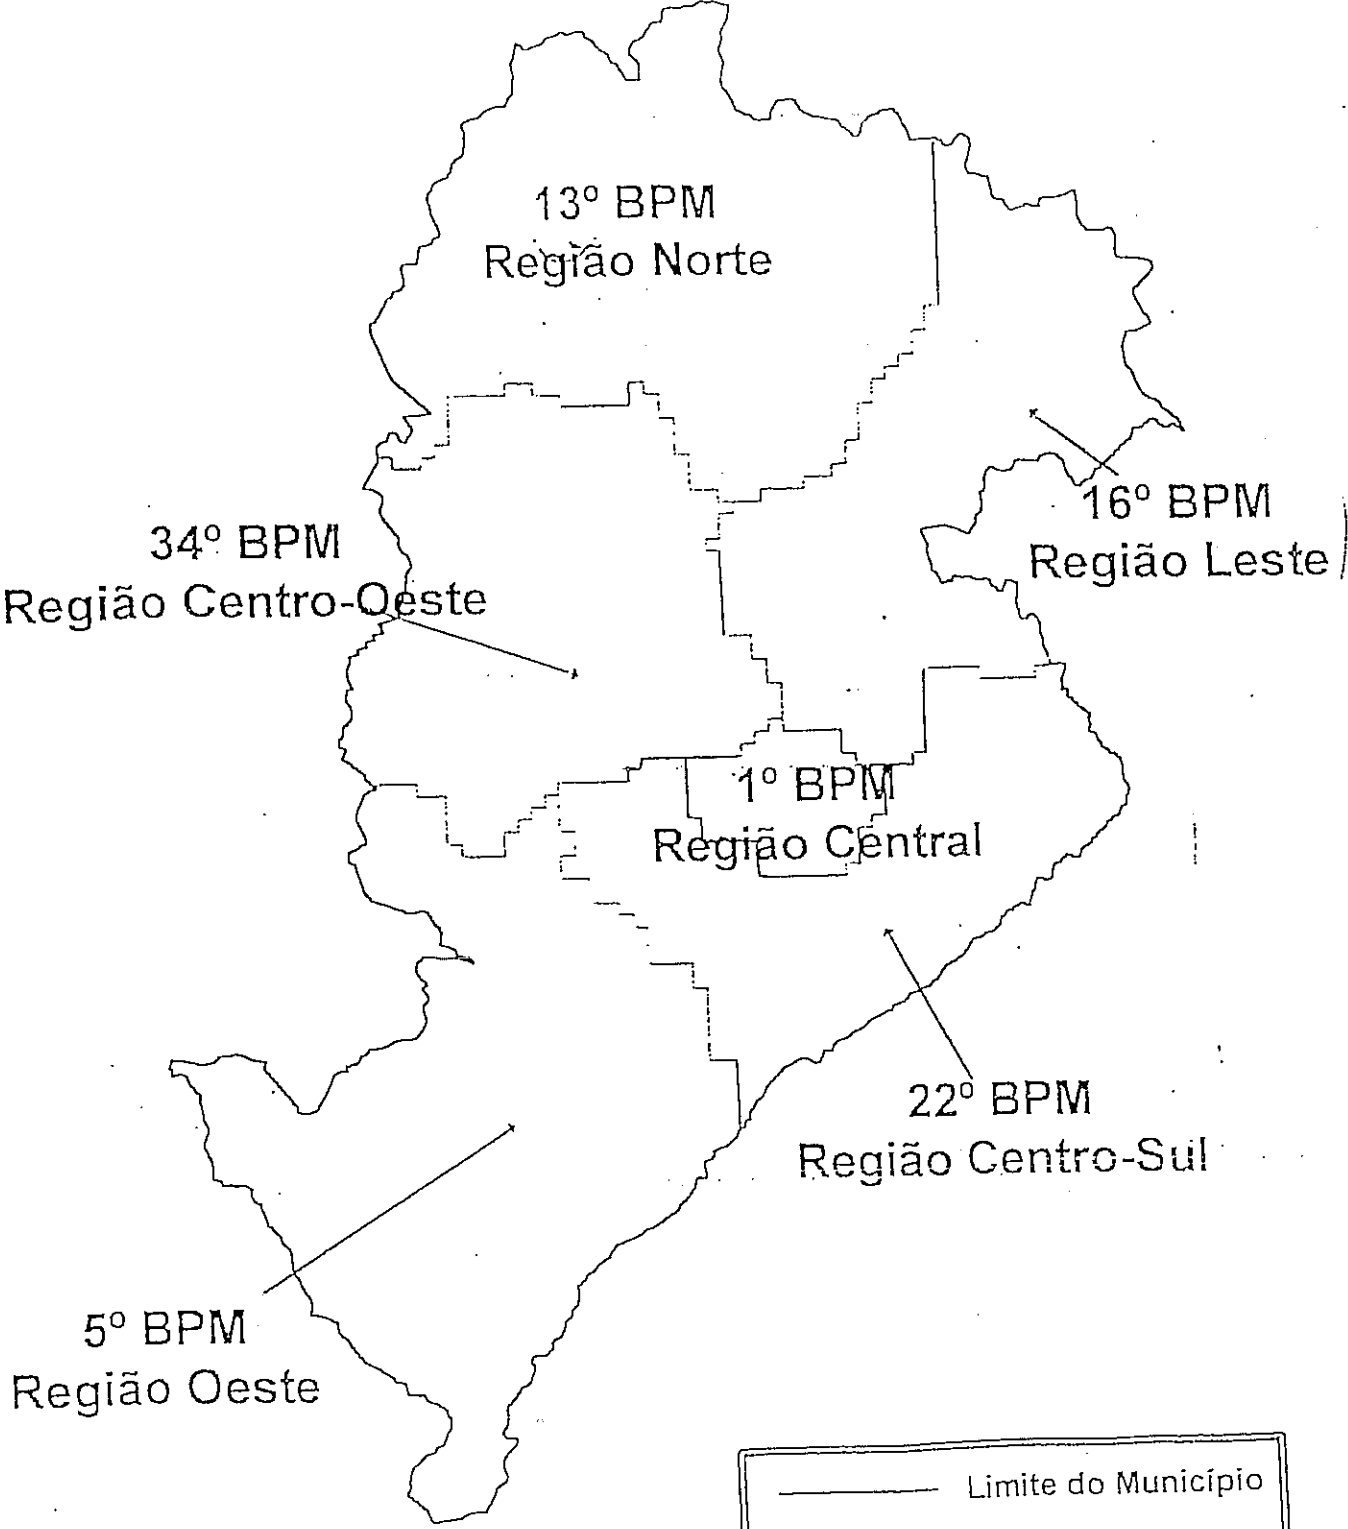 13º BPM
Região Norte
16º BPM
Região Leste
34º BPM
Região Centro-Oeste
1º BPM
Região Central
22º BPM
Região Centro-Sul
5º BPM
Região Oeste
Limite do Município